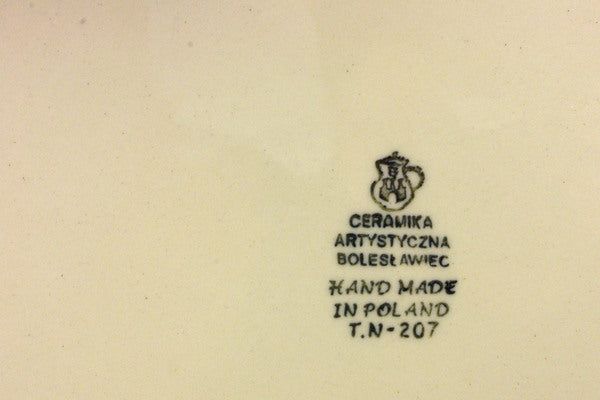 CERAMIKA
ARTYSTYCZNA
BOLESŁAWIEC
HAND MADE
IN POLAND
T.N-207